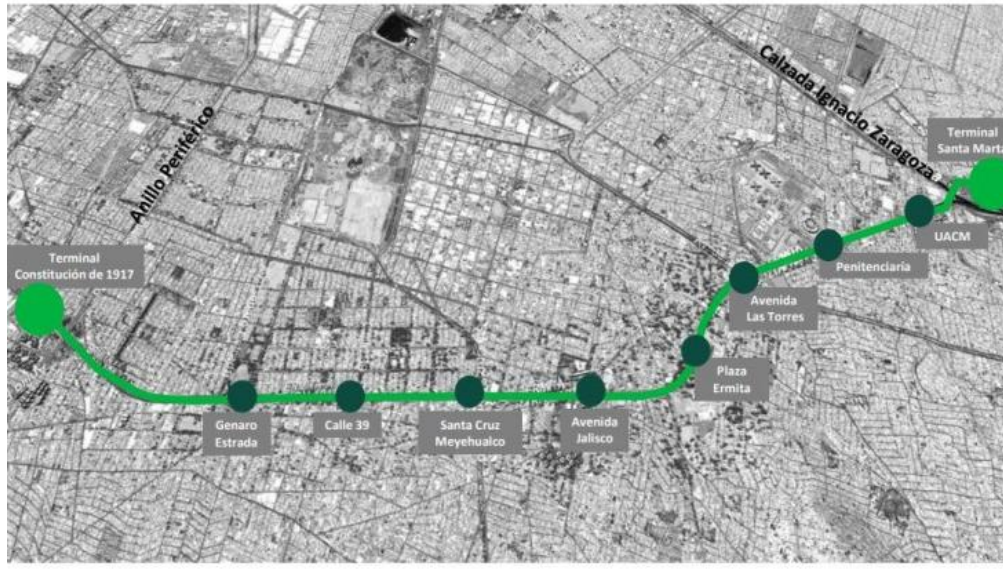 Calzada Ignacio Zaragoza
Anillo Periférico
Terminal
Santa Marta
UACM
Penitenciaría
Terminal
Constitución de 1917
Avenida
Las Torres
Plaza
Ermita
Genaro
Estrada
Calle 39
Santa Cruz
Meyehualco
Avenida
Jalisco